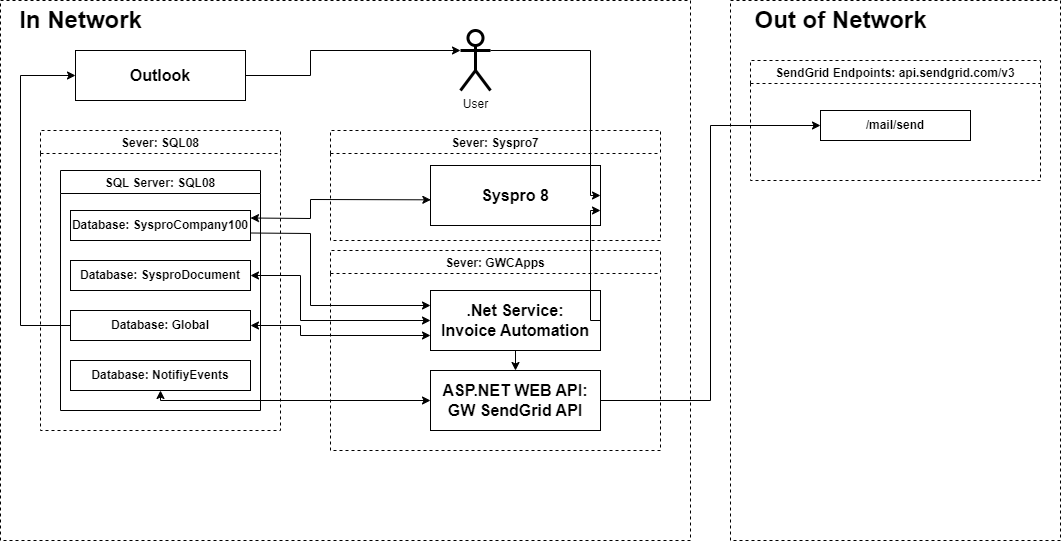 In Network
Out of Network
Outlook
User
SendGrid Endpoints: api.sendgrid.com/v3
/mail/send
Sever: SQL08
SQL Server: SQL08
Database: SysproCompany100
Database: SysproDocument
Database: Global
Database: NotifiyEvents
Sever: Syspro7
Syspro 8
Sever: GWCApps
.Net Service:
Invoice Automation
ASP.NET WEB API:
GW SendGrid API